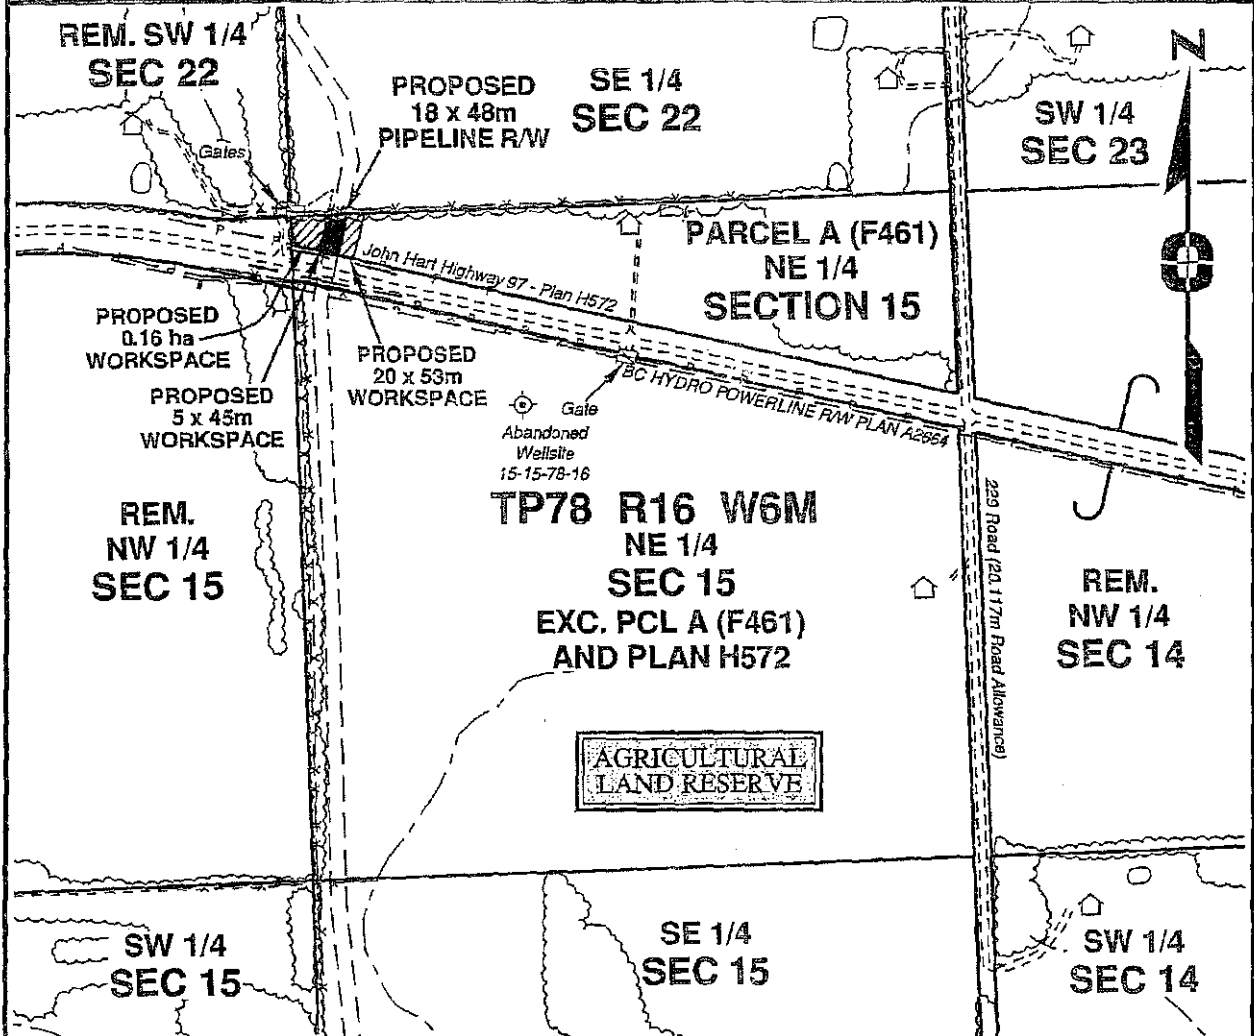 REM. SW 1/4
SEC 22
Gates
PROPOSED
18 x 48m
PIPELINE R/W
SE 1/4
SEC 22
SW 1/4
SEC 23
N
PARCEL A (F461)
NE 1/4
SECTION 15
John Hart Highway 97 - Plan H572
PROPOSED
0.16 ha
WORKSPACE
PROPOSED
5 x 45m
WORKSPACE
PROPOSED
20 x 53m
WORKSPACE
Gate
BC HYDRO POWERLINE R/W PLAN A2664
Abandoned
Wellsite
15-15-78-16
TP78 R16 W6M
NE 1/4
SEC 15
EXC. PCL A (F461)
AND PLAN H572
REM.
NW 1/4
SEC 15
229 Road (20.117m Road Allowance)
REM.
NW 1/4
SEC 14
AGRICULTURAL
LAND RESERVE
SW 1/4
SEC 15
SE 1/4
SEC 15
SW 1/4
SEC 14